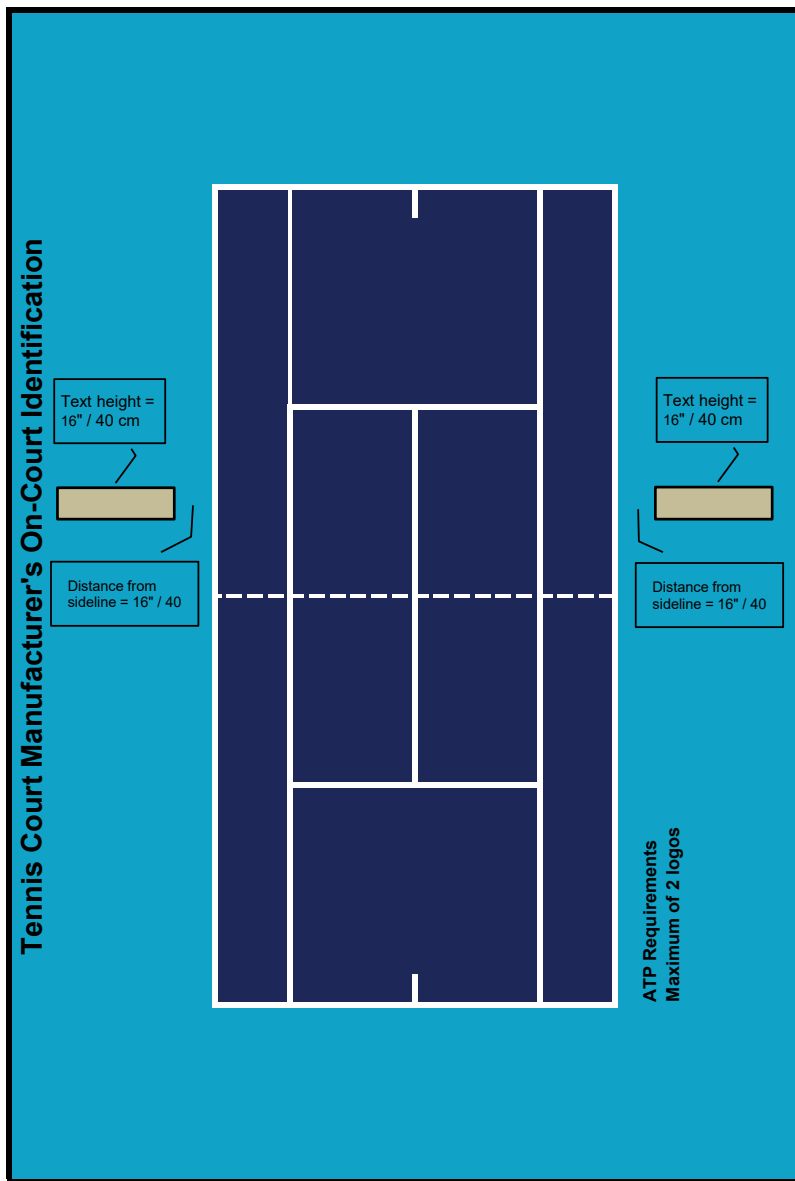 Tennis Court Manufacturer's On-Court Identification
Text height =
16" / 40 cm
Distance from
sideline = 16" / 40
Text height =
16" / 40 cm
Distance from
sideline = 16" / 40
ATP Requirements
Maximum of 2 logos